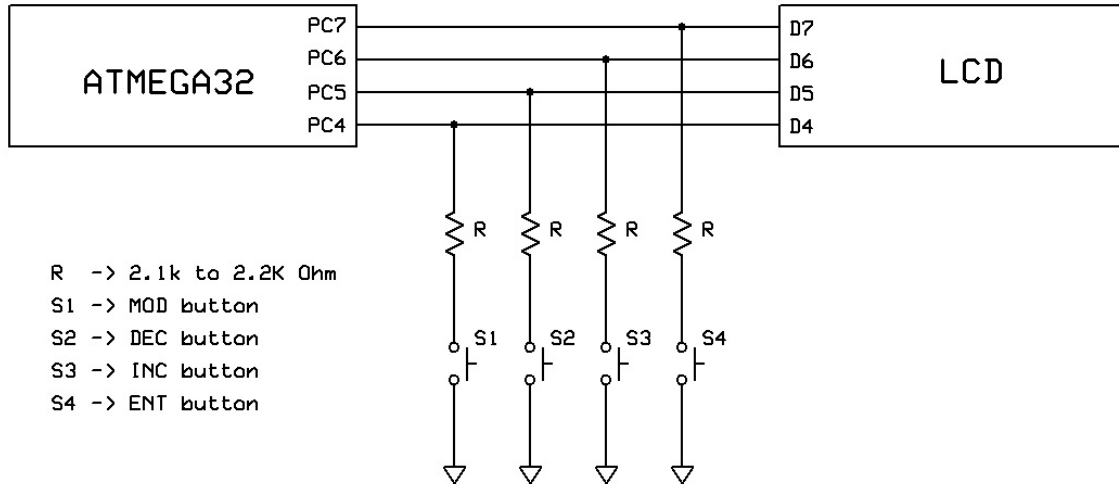 ATMEGA32
PC7
PC6
PC5
PC4
D7
D6
D5
D4
LCD
R
R
R
R
S1
S2
S3
S4
R -> 2.1k to 2.2K Ohm
S1 -> MOD button
S2 -> DEC button
S3 -> INC button
S4 -> ENT button